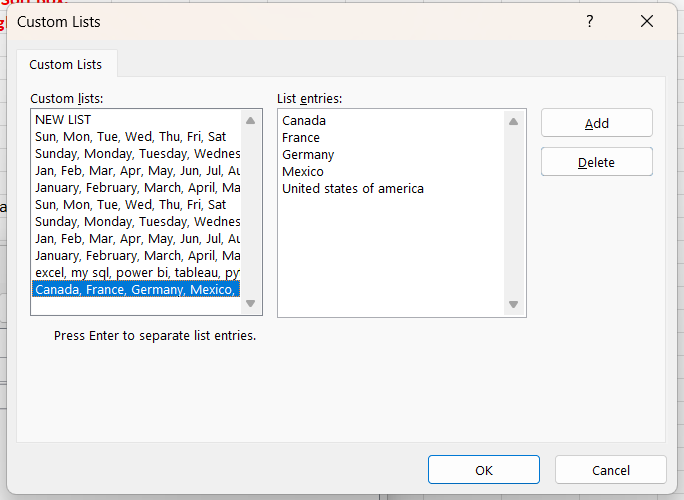 Custom Lists
Custom Lists
Custom lists:
NEW LIST
Sun, Mon, Tue, Wed, Thu, Fri, Sat
Sunday, Monday, Tuesday, Wednes
Jan, Feb, Mar, Apr, May, Jun, Jul, Au
January, February, March, April, Ma
Sun, Mon, Tue, Wed, Thu, Fri, Sat
Sunday, Monday, Tuesday, Wednes
Jan, Feb, Mar, Apr, May, Jun, Jul, Au
January, February, March, April, Ma
excel, my sql, power bi, tableau, py
Canada, France, Germany, Mexico,
List entries:
Canada
France
Germany
Mexico
United states of america
Add
Delete
Press Enter to separate list entries.
OK
Cancel